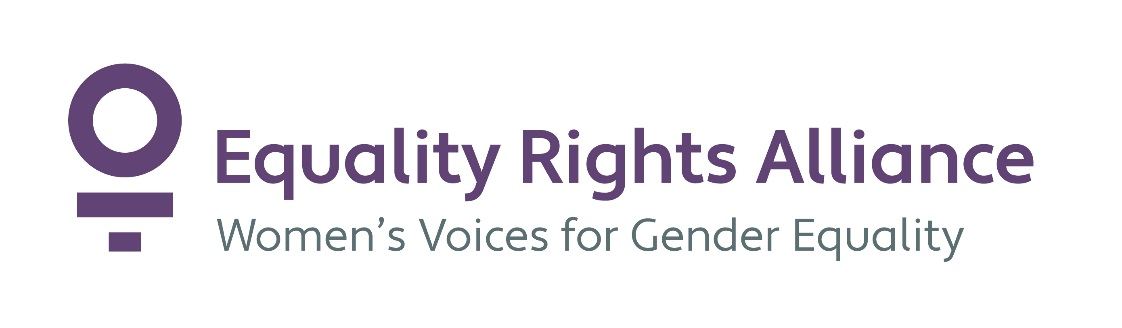 Equality Rights Alliance
Women’s Voices for Gender Equality